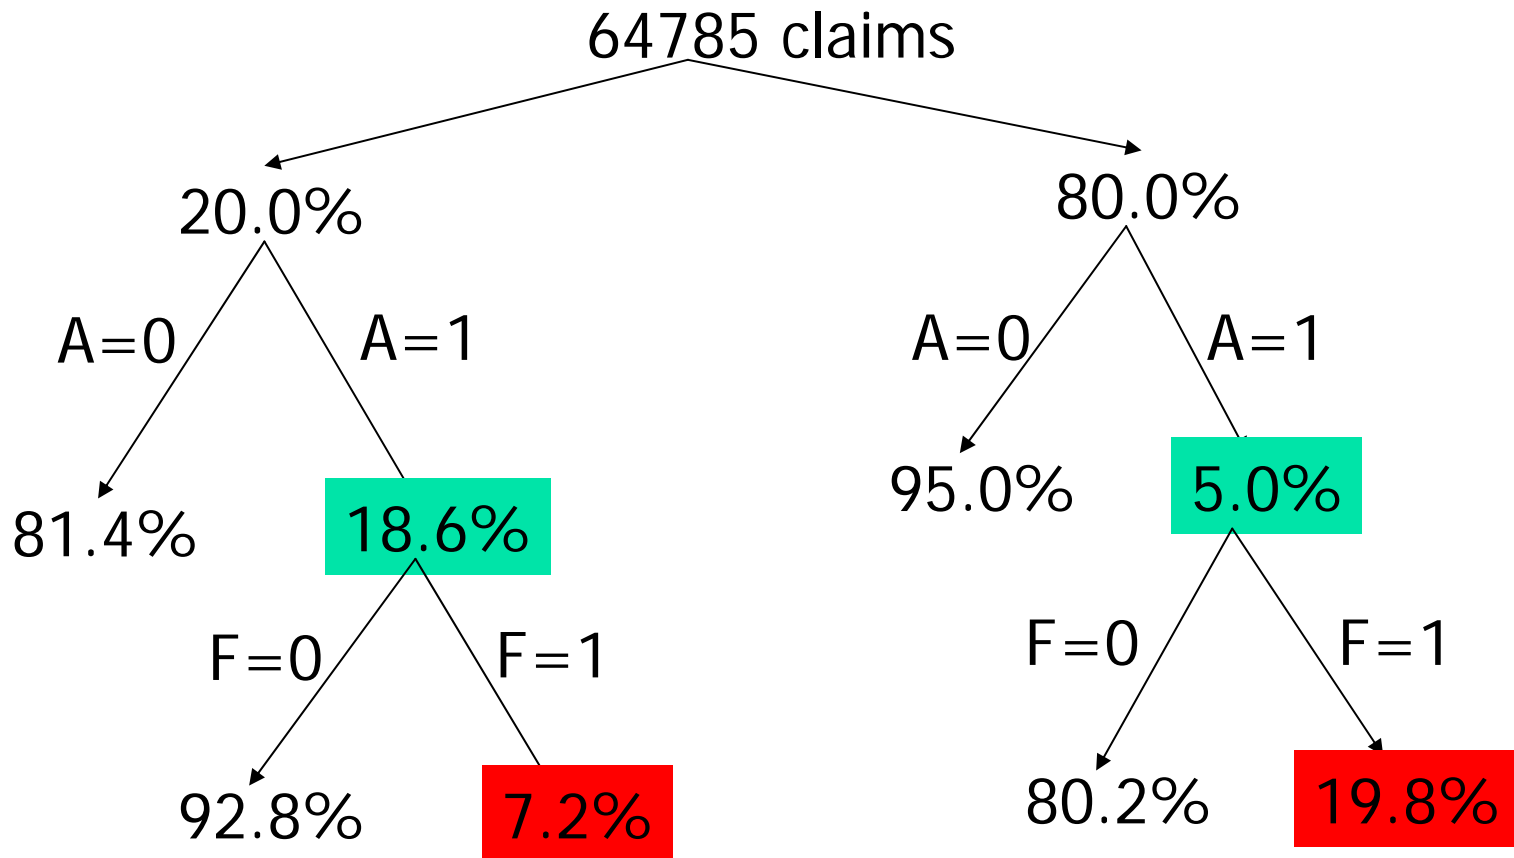 64785 claims
20.0%
80.0%
A=0
A=1
A=0
A=1
81.4%
18.6%
95.0%
5.0%
F=0
F=1
F=0
F=1
92.8%
7.2%
80.2%
19.8%